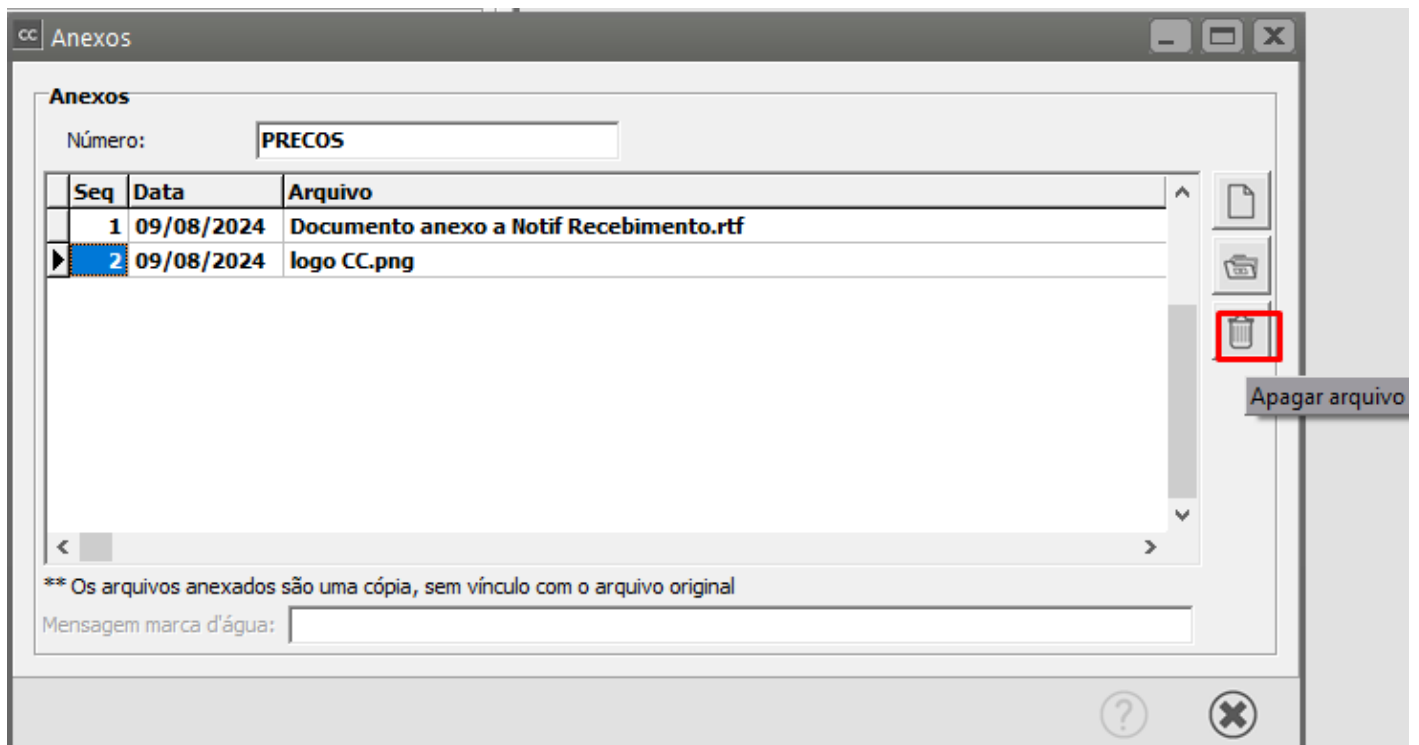 cc Anexos
Anexos
Número: PRECOS
Seq Data Arquivo
1 09/08/2024 Documento anexo a Notif Recebimento.rtf
2 09/08/2024 logo CC.png
Apagar arquivo
** Os arquivos anexados são uma cópia, sem vínculo com o arquivo original
Mensagem marca d'água:
?